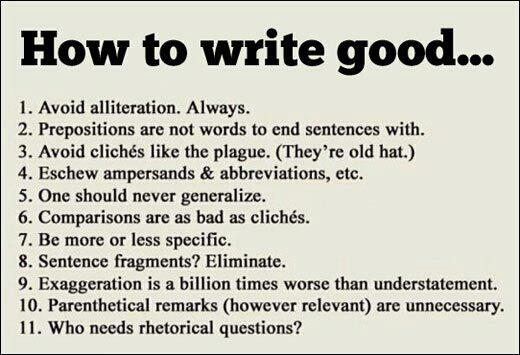 How to write good...
1. Avoid alliteration. Always.
2. Prepositions are not words to end sentences with.
3. Avoid clichés like the plague. (They're old hat.)
4. Eschew ampersands & abbreviations, etc.
5. One should never generalize.
6. Comparisons are as bad as clichés.
7. Be more or less specific.
8. Sentence fragments? Eliminate.
9. Exaggeration is a billion times worse than understatement.
10. Parenthetical remarks (however relevant) are unnecessary.
11. Who needs rhetorical questions?